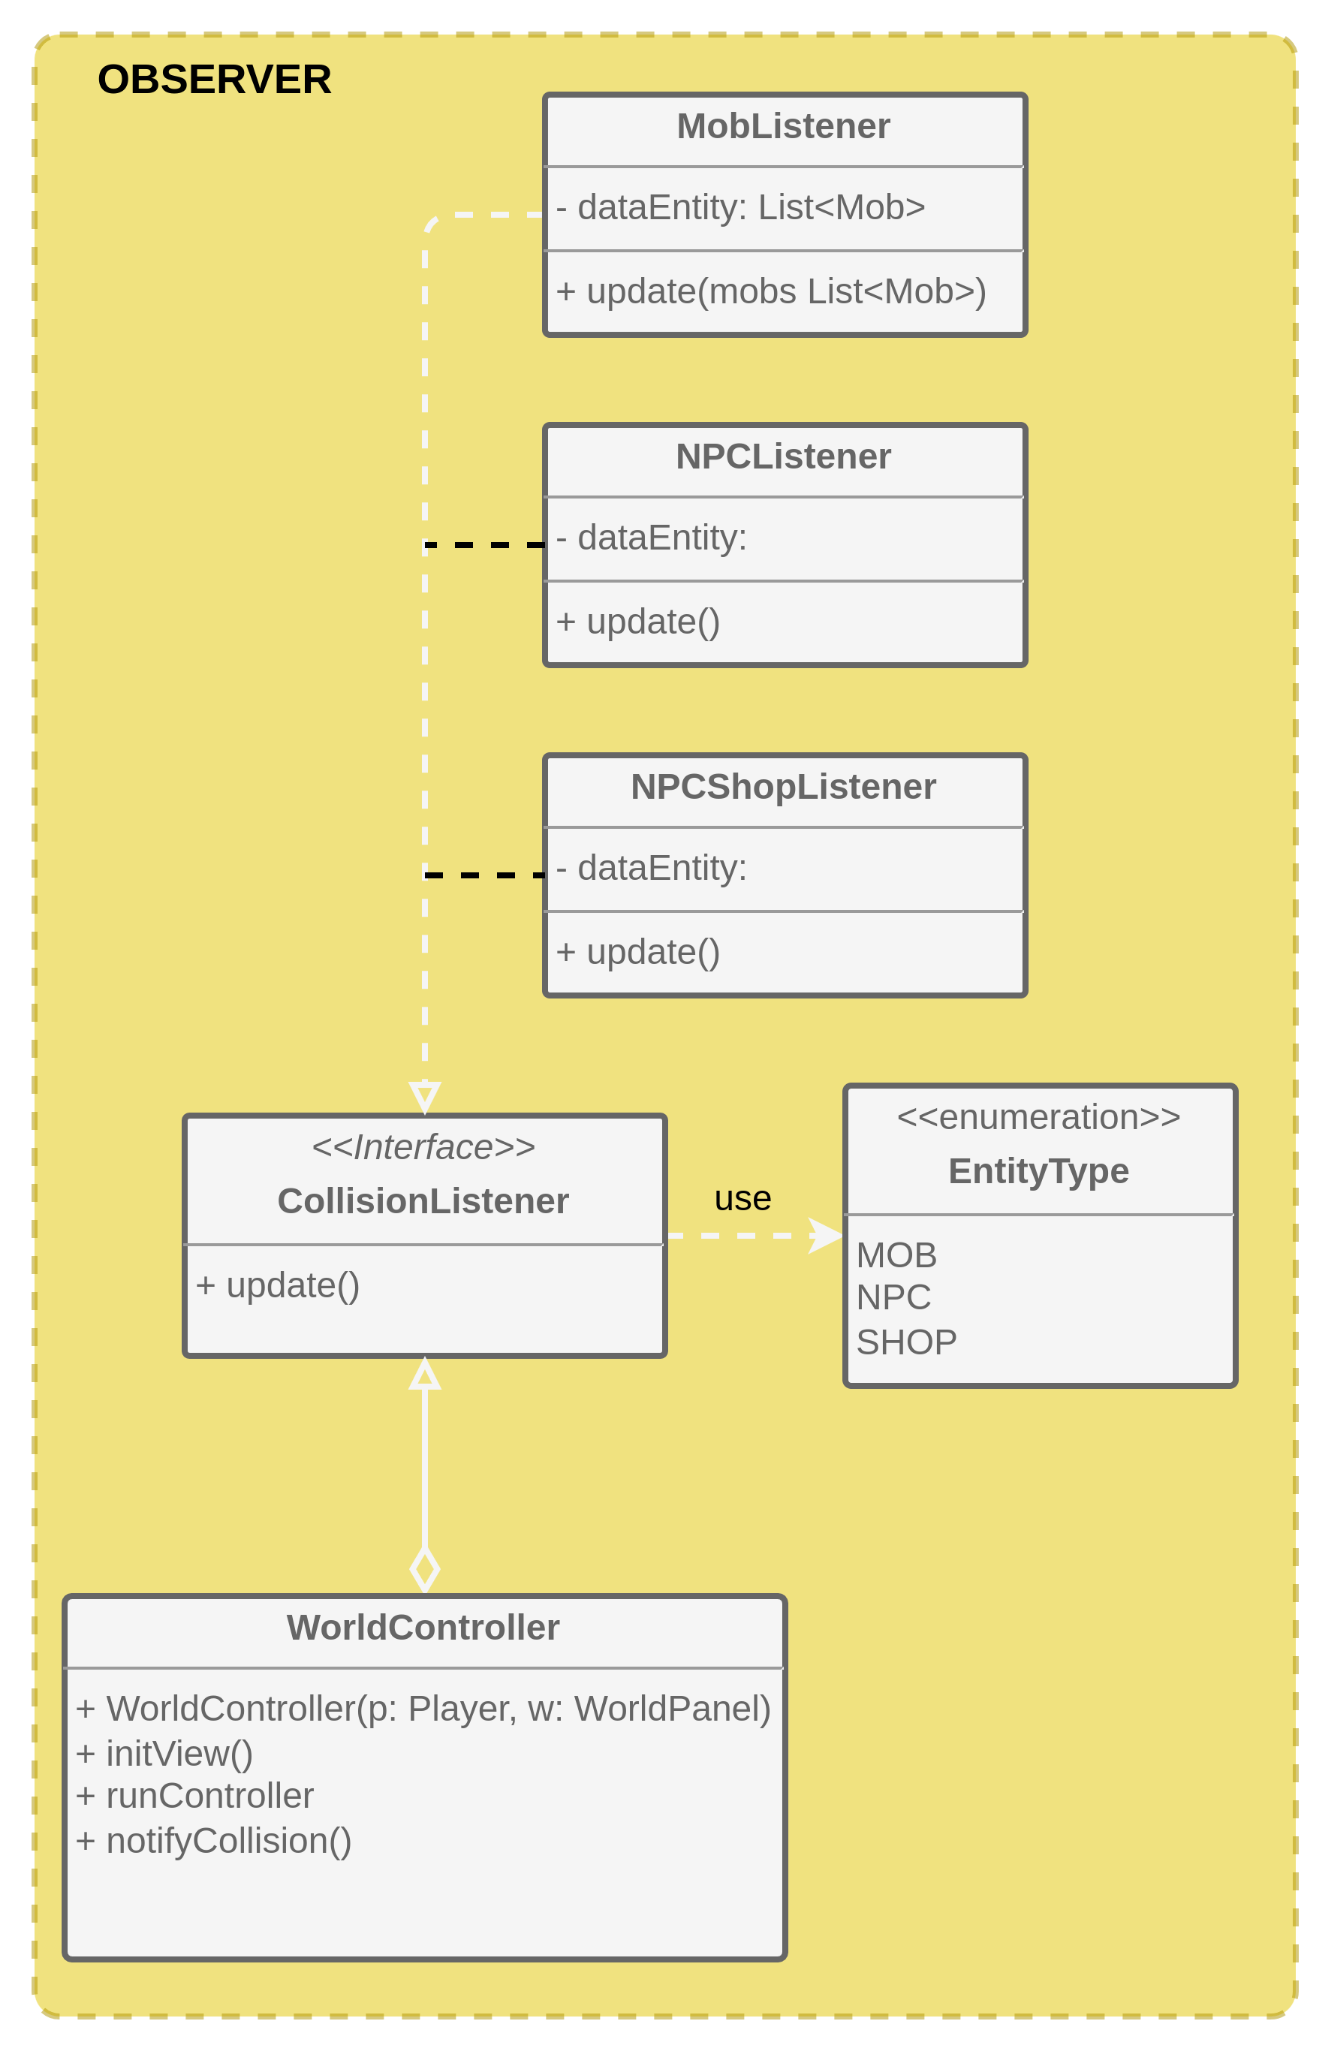 OBSERVER
MobListener
- dataEntity: List<Mob>
+ update(mobs List<Mob>)
NPCListener
- dataEntity:
+ update()
NPCShopListener
- dataEntity:
+ update()
<<Interface>>
CollisionListener
+ update()
use
<<enumeration>>
EntityType
MOB
NPC
SHOP
WorldController
+ WorldController(p: Player, w: WorldPanel)
+ initView()
+ runController
+ notifyCollision()